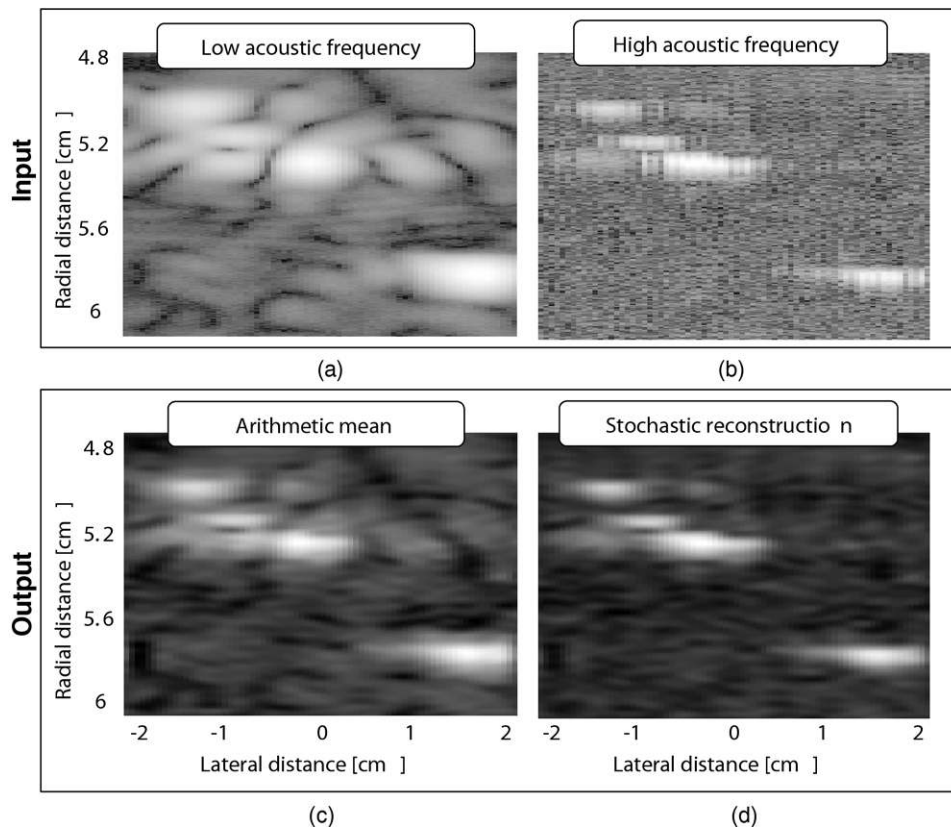 Low acoustic frequency
High acoustic frequency
Input
Radial distance [cm ]
4.8
5.2
5.6
6
(a)
(b)
Arithmetic mean
Stochastic reconstructio n
Output
Radial distance [cm ]
4.8
5.2
5.6
6
-2 -1 0 1 2
-2 -1 0 1 2
Lateral distance [cm ]
Lateral distance [cm ]
(c)
(d)